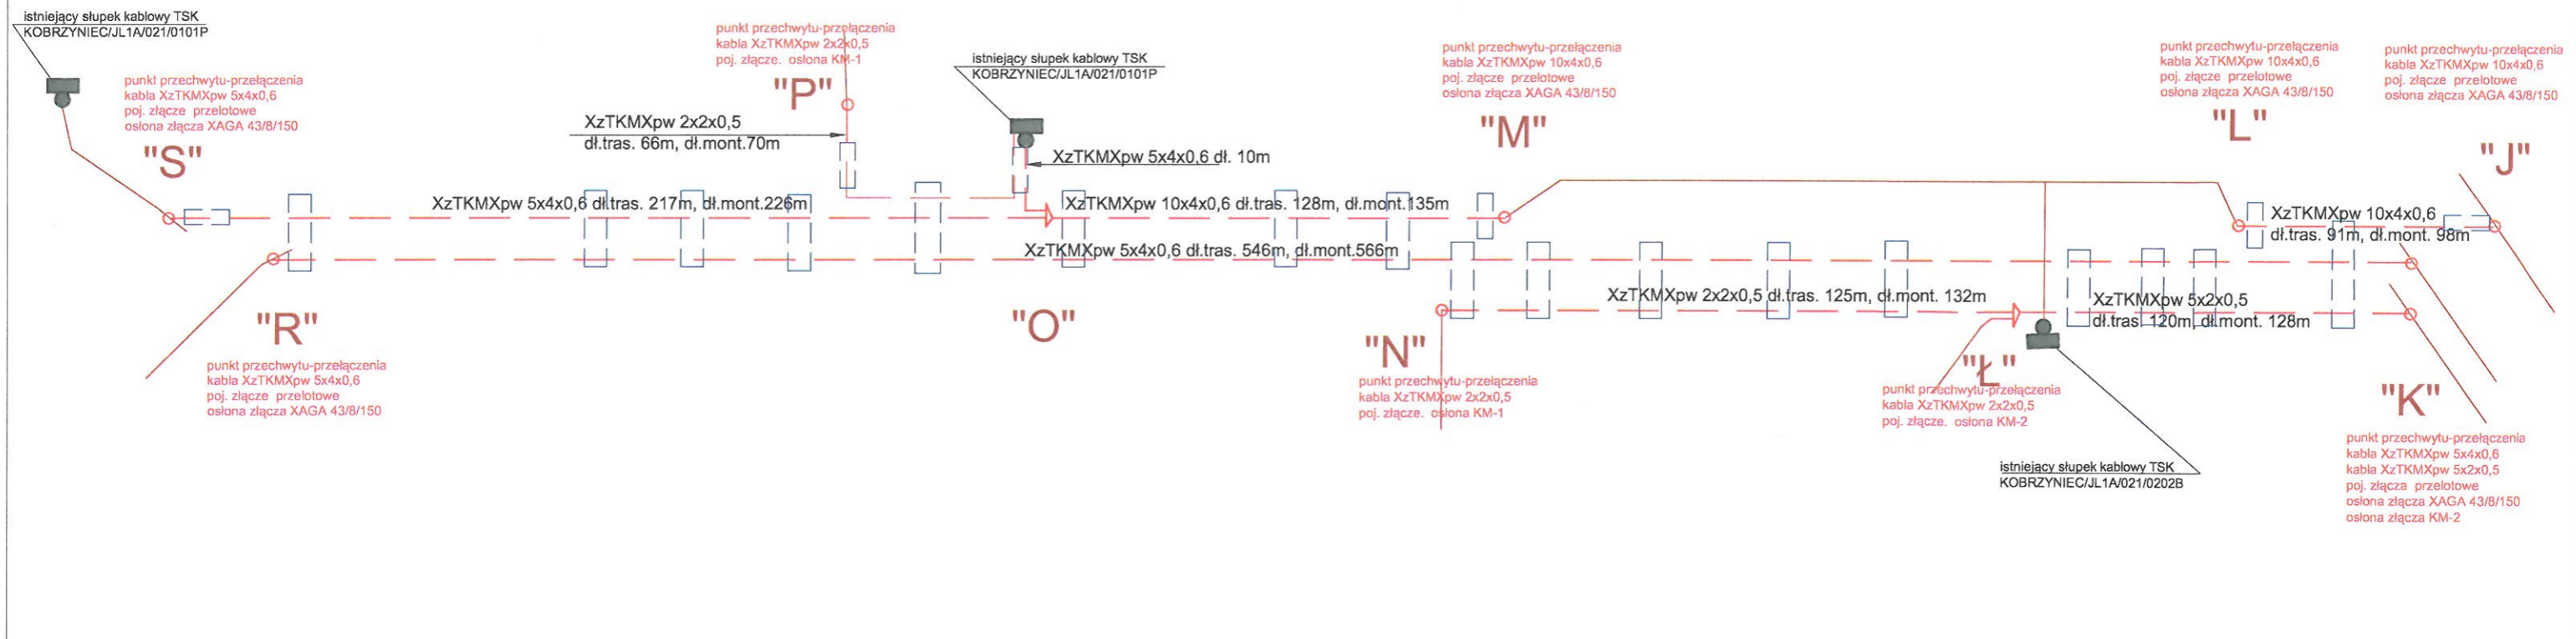 istniejący słupek kablowy TSK
KOBRZYNIEC/JL1A/021/0101P
punkt przechwytu-przełączenia
kabla XzTKMXpw 5x4x0,6
poj. złącze przelotowe
osłona złącza XAGA 43/8/150
"S"
punkt przechwytu-przełączenia
kabla XzTKMXpw 2x2x0,5
poj. złącze. osłona KM-1
"P"
XzTKMXpw 2x2x0,5
dł.tras. 66m, dł.mont.70m
istniejący słupek kablowy TSK
KOBRZYNIEC/JL1A/021/0101P
XzTKMXpw 5x4x0,6 dł. 10m
punkt przechwytu-przełączenia
kabla XzTKMXpw 10x4x0,6
poj. złącze przelotowe
osłona złącza XAGA 43/8/150
"M"
punkt przechwytu-przełączenia
kabla XzTKMXpw 10x4x0,6
poj. złącze przelotowe
osłona złącza XAGA 43/8/150
"L"
punkt przechwytu-przełączenia
kabla XzTKMXpw 10x4x0,6
poj. złącze przelotowe
osłona złącza XAGA 43/8/150
"J"
XzTKMXpw 5x4x0,6 dł.tras. 217m, dł.mont.226m
XzTKMXpw 10x4x0,6 dł.tras. 128m, dł.mont.135m
XzTKMXpw 10x4x0,6
dł.tras. 91m, dł.mont. 98m
XzTKMXpw 5x4x0,6 dł.tras. 546m, dł.mont.566m
XzTKMXpw 2x2x0,5 dł.tras. 125m, dł.mont. 132m
XzTKMXpw 5x2x0,5
dł.tras. 120m, dł.mont. 128m
"R"
punkt przechwytu-przełączenia
kabla XzTKMXpw 5x4x0,6
poj. złącze przelotowe
osłona złącza XAGA 43/8/150
"O"
"N"
punkt przechwytu-przełączenia
kabla XzTKMXpw 2x2x0,5
poj. złącze. osłona KM-1
"Ł"
punkt przechwytu-przełączenia
kabla XzTKMXpw 2x2x0,5
poj. złącze. osłona KM-2
istniejący słupek kablowy TSK
KOBRZYNIEC/JL1A/021/0202B
"K"
punkt przechwytu-przełączenia
kabla XzTKMXpw 5x4x0,6
kabla XzTKMXpw 5x2x0,5
poj. złącza przelotowe
osłona złącza XAGA 43/8/150
osłona złącza KM-2